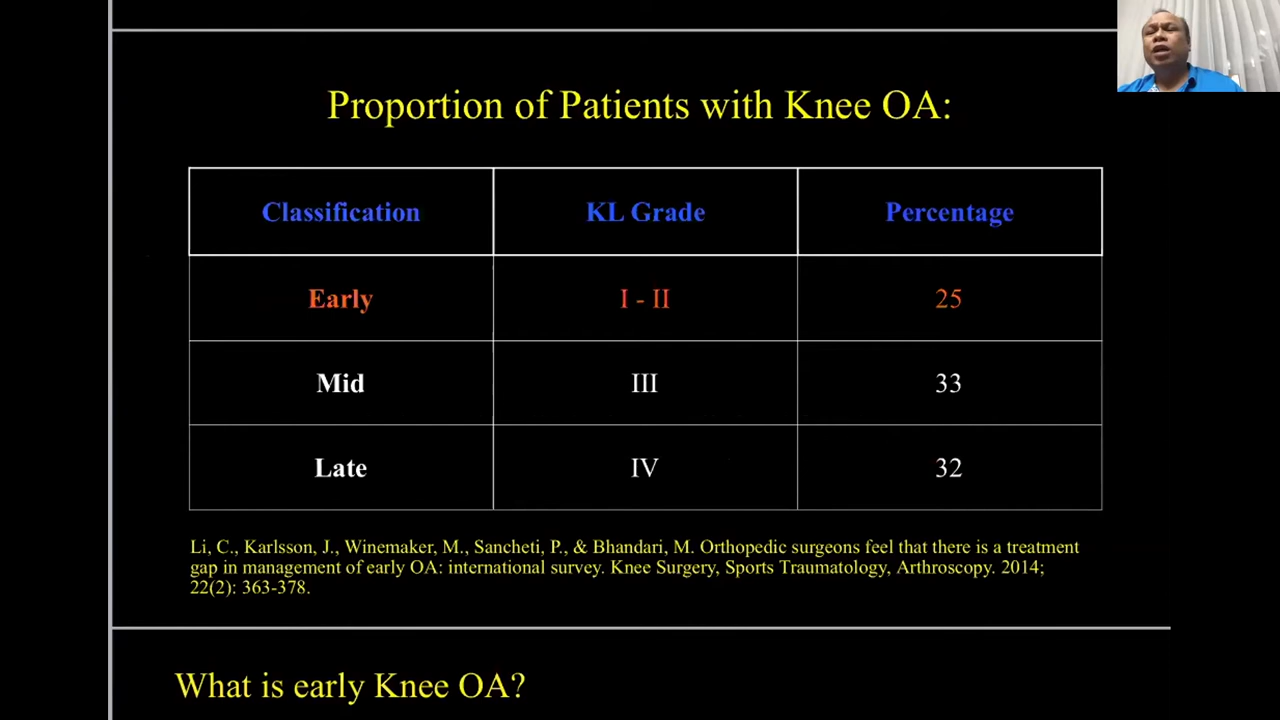 Proportion of Patients with Knee OA:
Classification KL Grade Percentage
Early I - II 25
Mid III 33
Late IV 32
Li, C., Karlsson, J., Winemaker, M., Sancheti, P., & Bhandari, M. Orthopedic surgeons feel that there is a treatment
gap in management of early OA: international survey. Knee Surgery, Sports Traumatology, Arthroscopy. 2014;
22(2): 363-378.
What is early Knee OA?